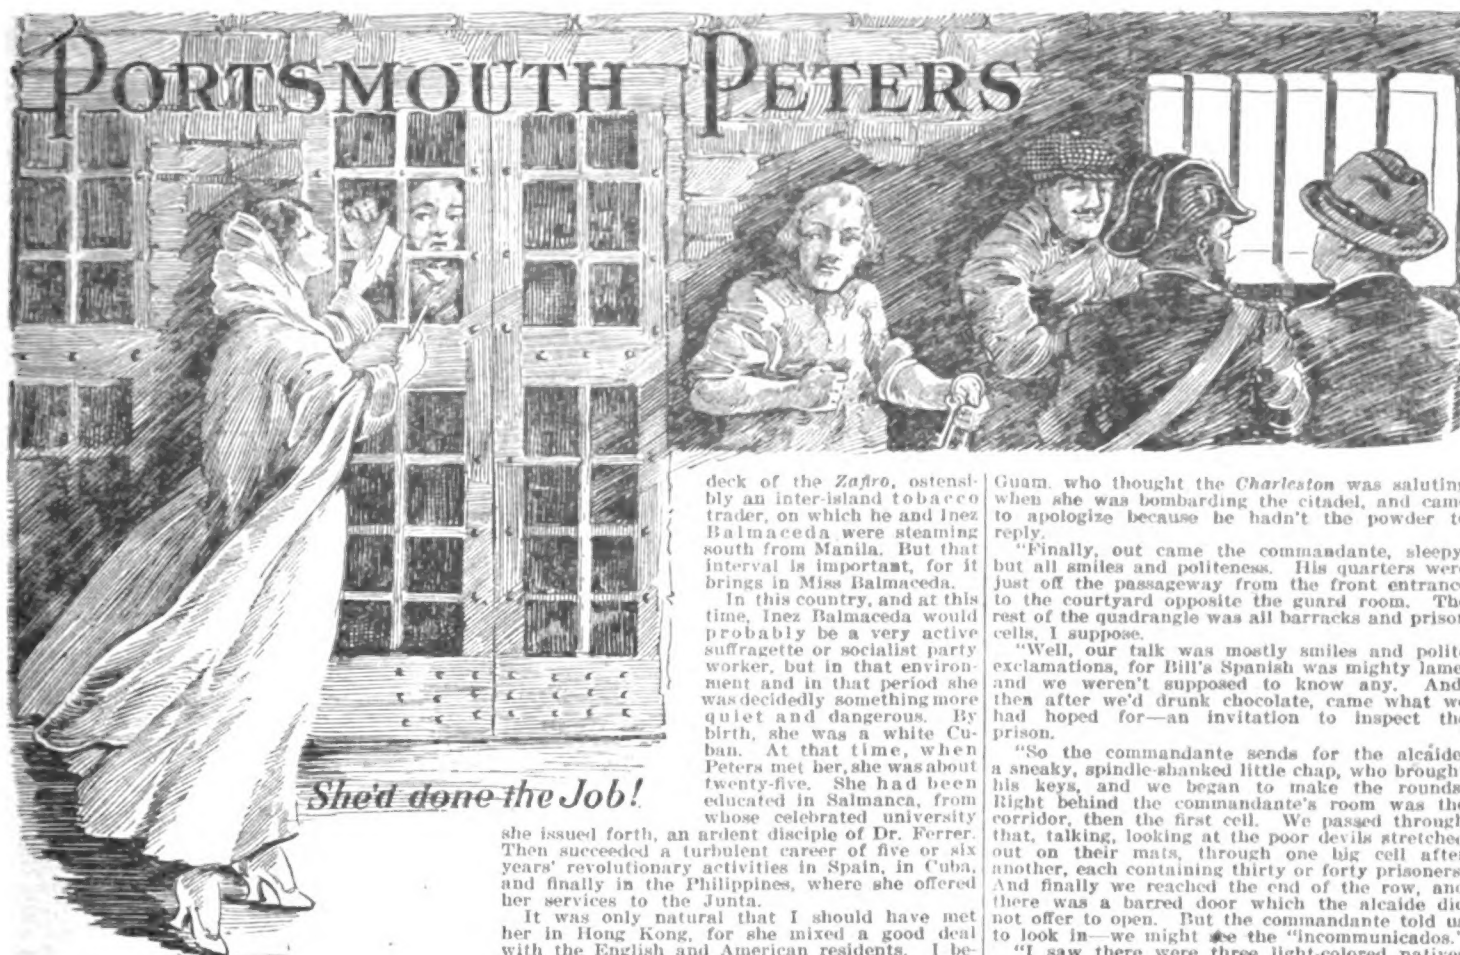 PORTSMOUTH PETERS
She'd done the Job!
deck of the Zafiro, ostensi-
bly an inter-island tobacco
trader, on which he and Inez
Balmaceda were steaming
south from Manila. But that
interval is important, for it
brings in Miss Balmaceda.
In this country, and at this
time, Inez Balmaceda would
probably be a very active
suffragette or socialist party
worker, but in that environ-
ment and in that period she
was decidedly something more
quiet and dangerous. By
birth, she was a white Cu-
ban. At that time, when
Peters met her, she was about
twenty-five. She had been
educated in Salmanca, from
whose celebrated university
she issued forth, an ardent disciple of Dr. Ferrer.
Then succeeded a turbulent career of five or six
years' revolutionary activities in Spain, in Cuba,
and finally in the Philippines, where she offered
her services to the Junta.
It was only natural that I should have met
her in Hong Kong, for she mixed a good deal
with the English and American residents. I be-
Guam, who thought the Charleston was saluting
when she was bombarding the citadel, and came
to apologize because he hadn't the powder to
reply.
"Finally, out came the commandante, sleepy
but all smiles and politeness. His quarters were
just off the passageway from the front entrance
to the courtyard opposite the guard room. The
rest of the quadrangle was all barracks and prison
cells, I suppose.
"Well, our talk was mostly smiles and polite
exclamations, for Bill's Spanish was mighty lame
and we weren't supposed to know any. And
then after we'd drunk chocolate, came what we
had hoped for—an invitation to inspect the
prison.
"So the commandante sends for the alcaide,
a sneaky, spindle-shanked little chap, who brought
his keys, and we began to make the rounds.
Right behind the commandante's room was the
corridor, then the first cell. We passed through
that, talking, looking at the poor devils stretched
out on their mats, through one big cell after
another, each containing thirty or forty prisoners.
And finally we reached the end of the row, and
there was a barred door which the alcaide did
not offer to open. But the commandante told us
to look in—we might see the "incommunicados."
"I saw there were three light-colored natives